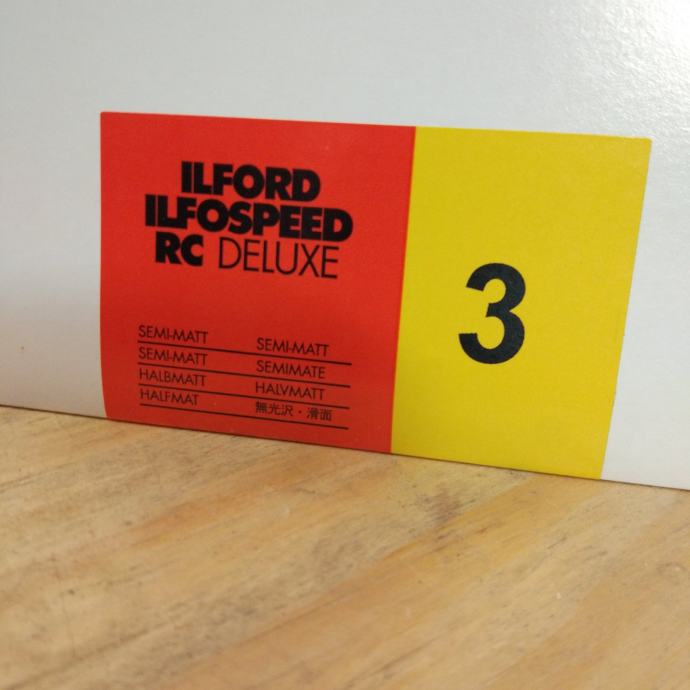 ILFORD
ILFOSPEED
RC DELUXE
SEMI-MATT SEMI-MATT
SEMI-MATT SEMIMATE
HALBMATT HALVMATT
HALFMAT 無光沢・滑面
3